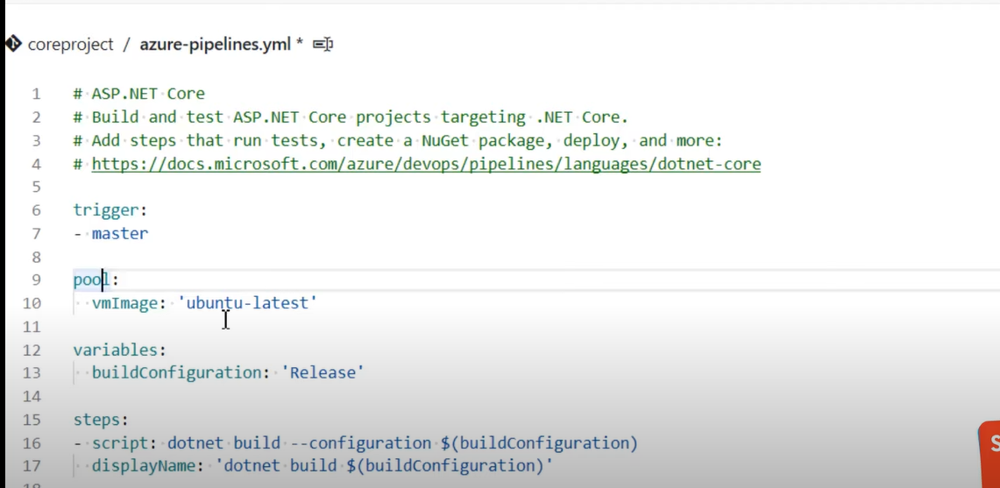 coreproject / azure-pipelines.yml *
1 # ASP.NET Core
2 # Build and test ASP.NET Core projects targeting .NET Core.
3 # Add steps that run tests, create a NuGet package, deploy, and more:
4 # https://docs.microsoft.com/azure/devops/pipelines/languages/dotnet-core
5
6 trigger:
7 - master
8
9 pool:
10   vmImage: 'ubuntu-latest'
11
12 variables:
13   buildConfiguration: 'Release'
14
15 steps:
16 - script: dotnet build --configuration $(buildConfiguration)
17   displayName: 'dotnet build $(buildConfiguration)'